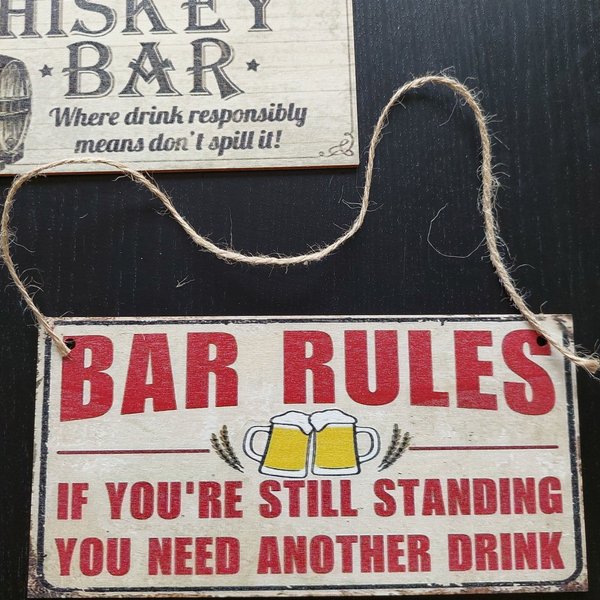 BAR
Where drink responsibly
means don't spill it!
BAR RULES
IF YOU'RE STILL STANDING
YOU NEED ANOTHER DRINK